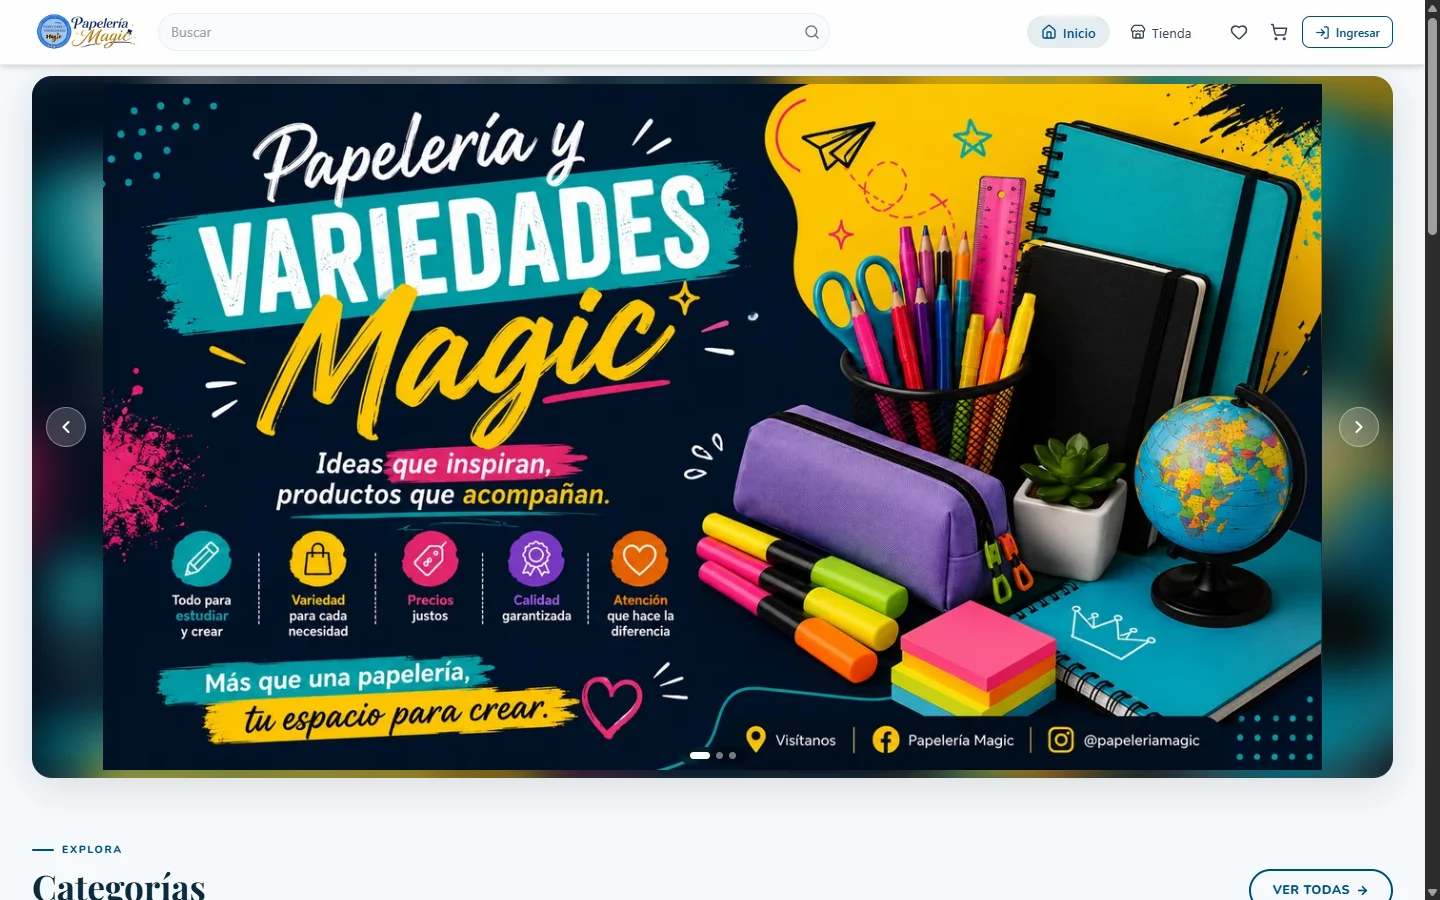 Papelería
Magic
Buscar
Inicio
Tienda
Ingresar
Papelería y
VARIEDADES
Magic
Ideas que inspiran,
productos que acompañan.
Todo para
estudiar
y crear
Variedad
para cada
necesidad
Precios
justos
Calidad
garantizada
Atención
que hace la
diferencia
Más que una papelería,
tu espacio para crear.
Visítanos
Papelería Magic
@papeleriamagic
EXPLORA
Categorías
VER TODAS